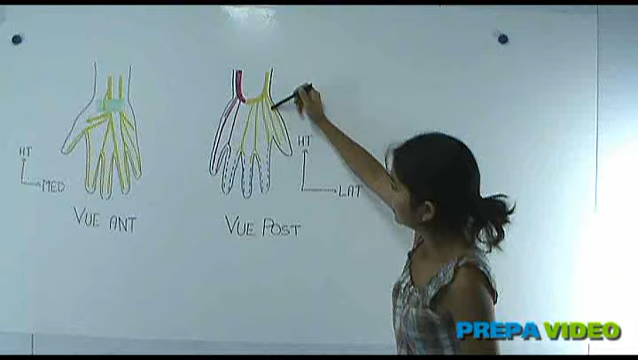 HT
MED
VUE ANT
HT
LAT
VUE POST
PREPA VIDEO